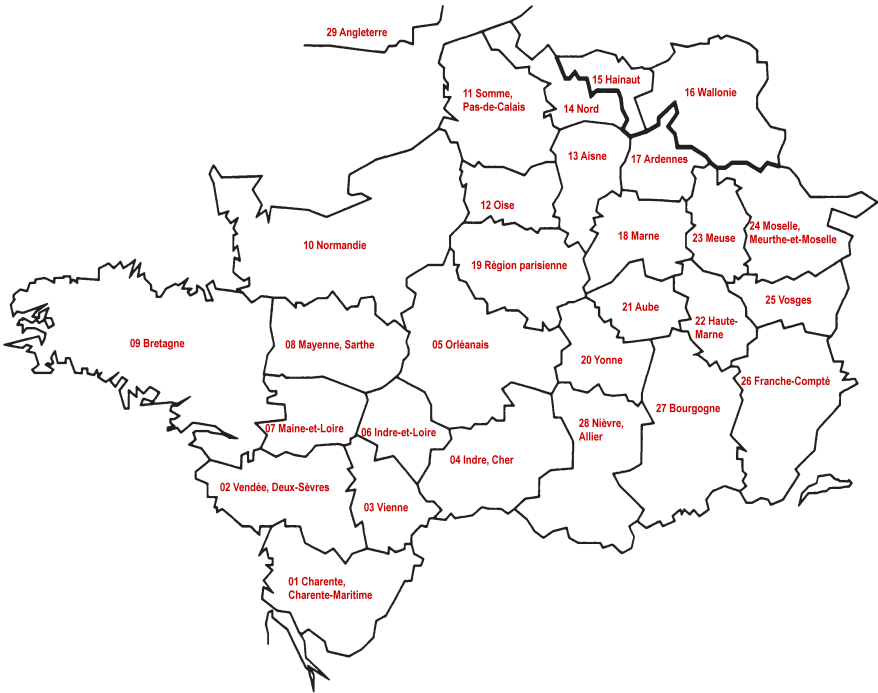 29 Angleterre
15 Hainaut
11 Somme,
Pas-de-Calais
16 Wallonie
14 Nord
13 Aisne
17 Ardennes
12 Oise
10 Normandie
18 Marne
23 Meuse
24 Moselle,
Meurthe-et-Moselle
19 Région parisienne
25 Vosges
21 Aube
22 Haute-
Marne
09 Bretagne
08 Mayenne, Sarthe
05 Orléanais
20 Yonne
26 Franche-Compté
27 Bourgogne
07 Maine-et-Loire
06 Indre-et-Loire
28 Nièvre,
Allier
04 Indre, Cher
02 Vendée, Deux-Sèvres
03 Vienne
01 Charente,
Charente-Maritime